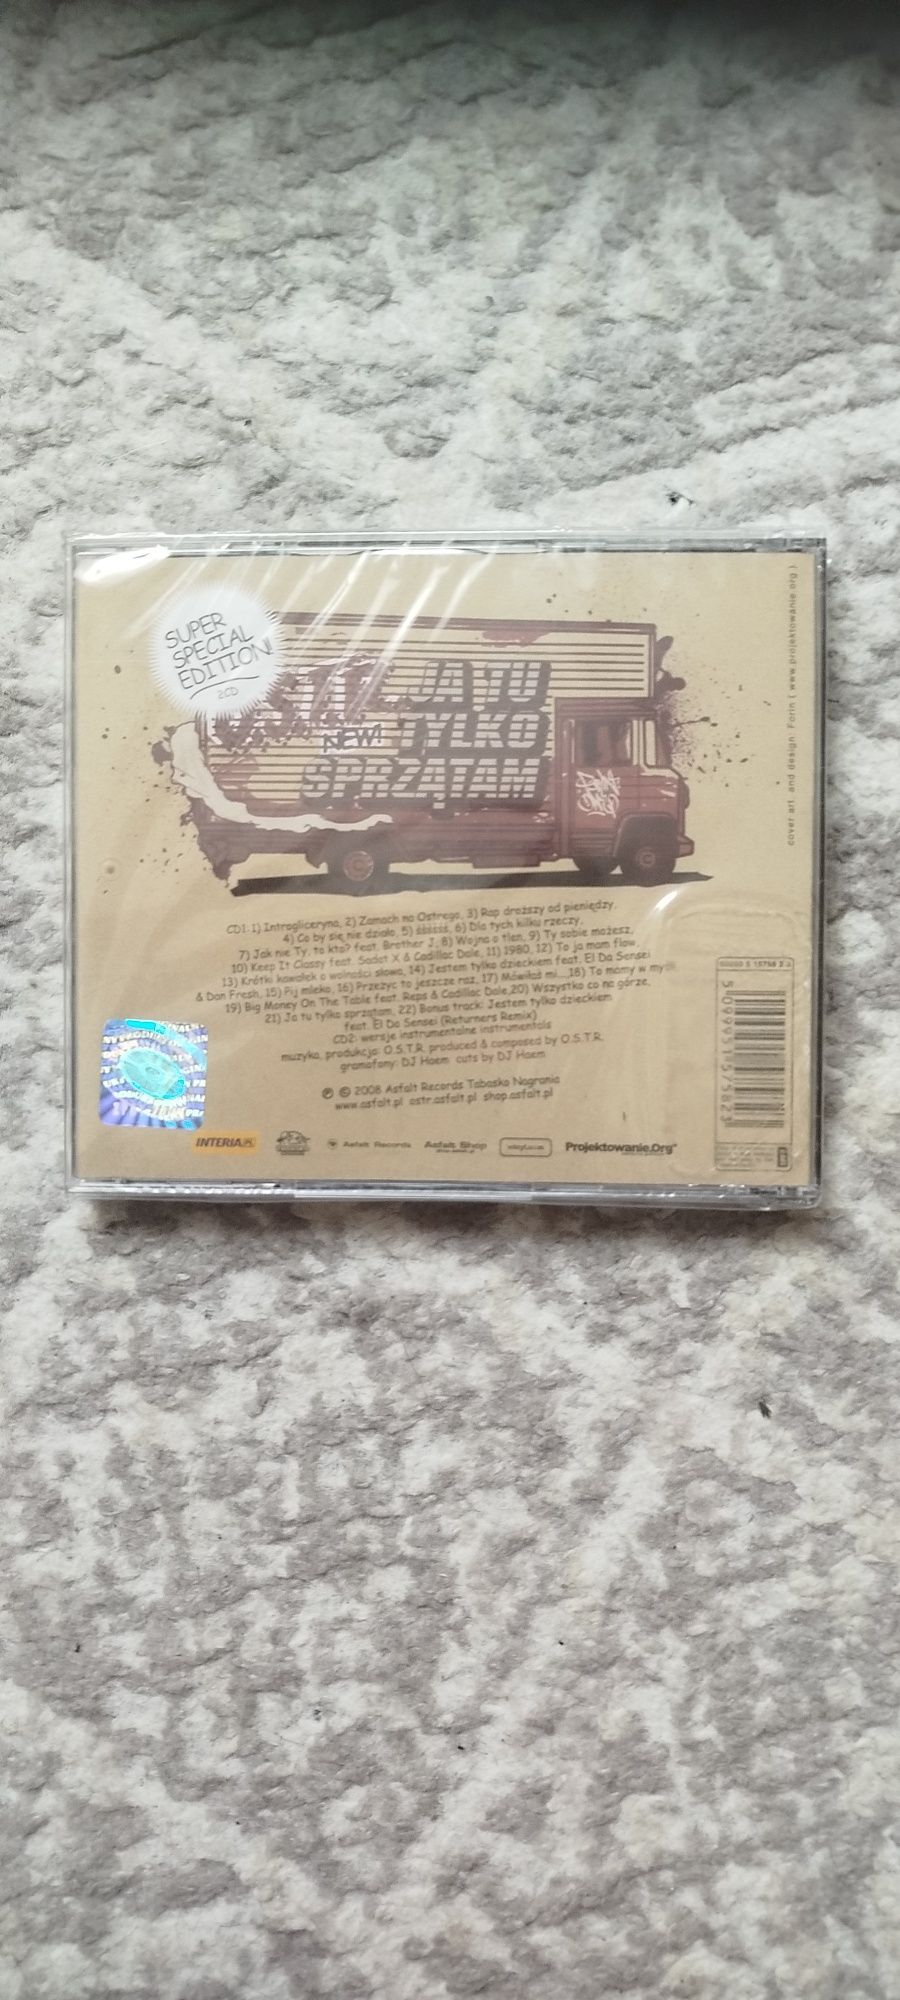 SUPER
SPECIAL
EDITION!
2CD
NEW!
JA TU
TYLKO
SPRZĄTAM
cover art. and design: Forin ( www.projektowanie.org )
CD1: 1) Introgliceryna, 2) Zamach na Ostrego, 3) Rap droższy od pieniędzy,
4) Co by się nie działo, 5) śśśśśś, 6) Dla tych kilku rzeczy,
7) Jak nie Ty, to kto? feat. Brother J, 8) Wojna o tlen, 9) Ty sobie możesz,
10) Keep It Classy feat. Sadat X & Cadillac Dale, 11) 1980, 12) To ja mam flow,
13) Krótki kawałek o wolności słowa, 14) Jestem tylko dzieckiem feat. El Da Sensei
& Dan Fresh, 15) Pij mleko, 16) Przeżyc to jeszcze raz, 17) Mówiłaś mi...18) To mamy w my
19) Big Money On The Table feat. Reps & Cadillac Dale,20) Wszystko co na górze,
21) Ja tu tylko sprzątam, 22) Bonus track: Jestem tylko dzieckiem
feat. El Da Sensei (Returners Remix)
CD2: wersje instrumentalne instrumentals
muzyka, produkcja: O.S.T.R. produced & composed by O.S.T.R.
gramofony: DJ Haem cuts by DJ Haem
℗ © 2008 Asfalt Records Tabasko Nagrania
www.asfalt.pl ostr.asfalt.pl shop.asfalt.pl
INTERIA.PL
Asfalt Records
Asfalt Shop
Projektowanie.Org
5 099951 575823